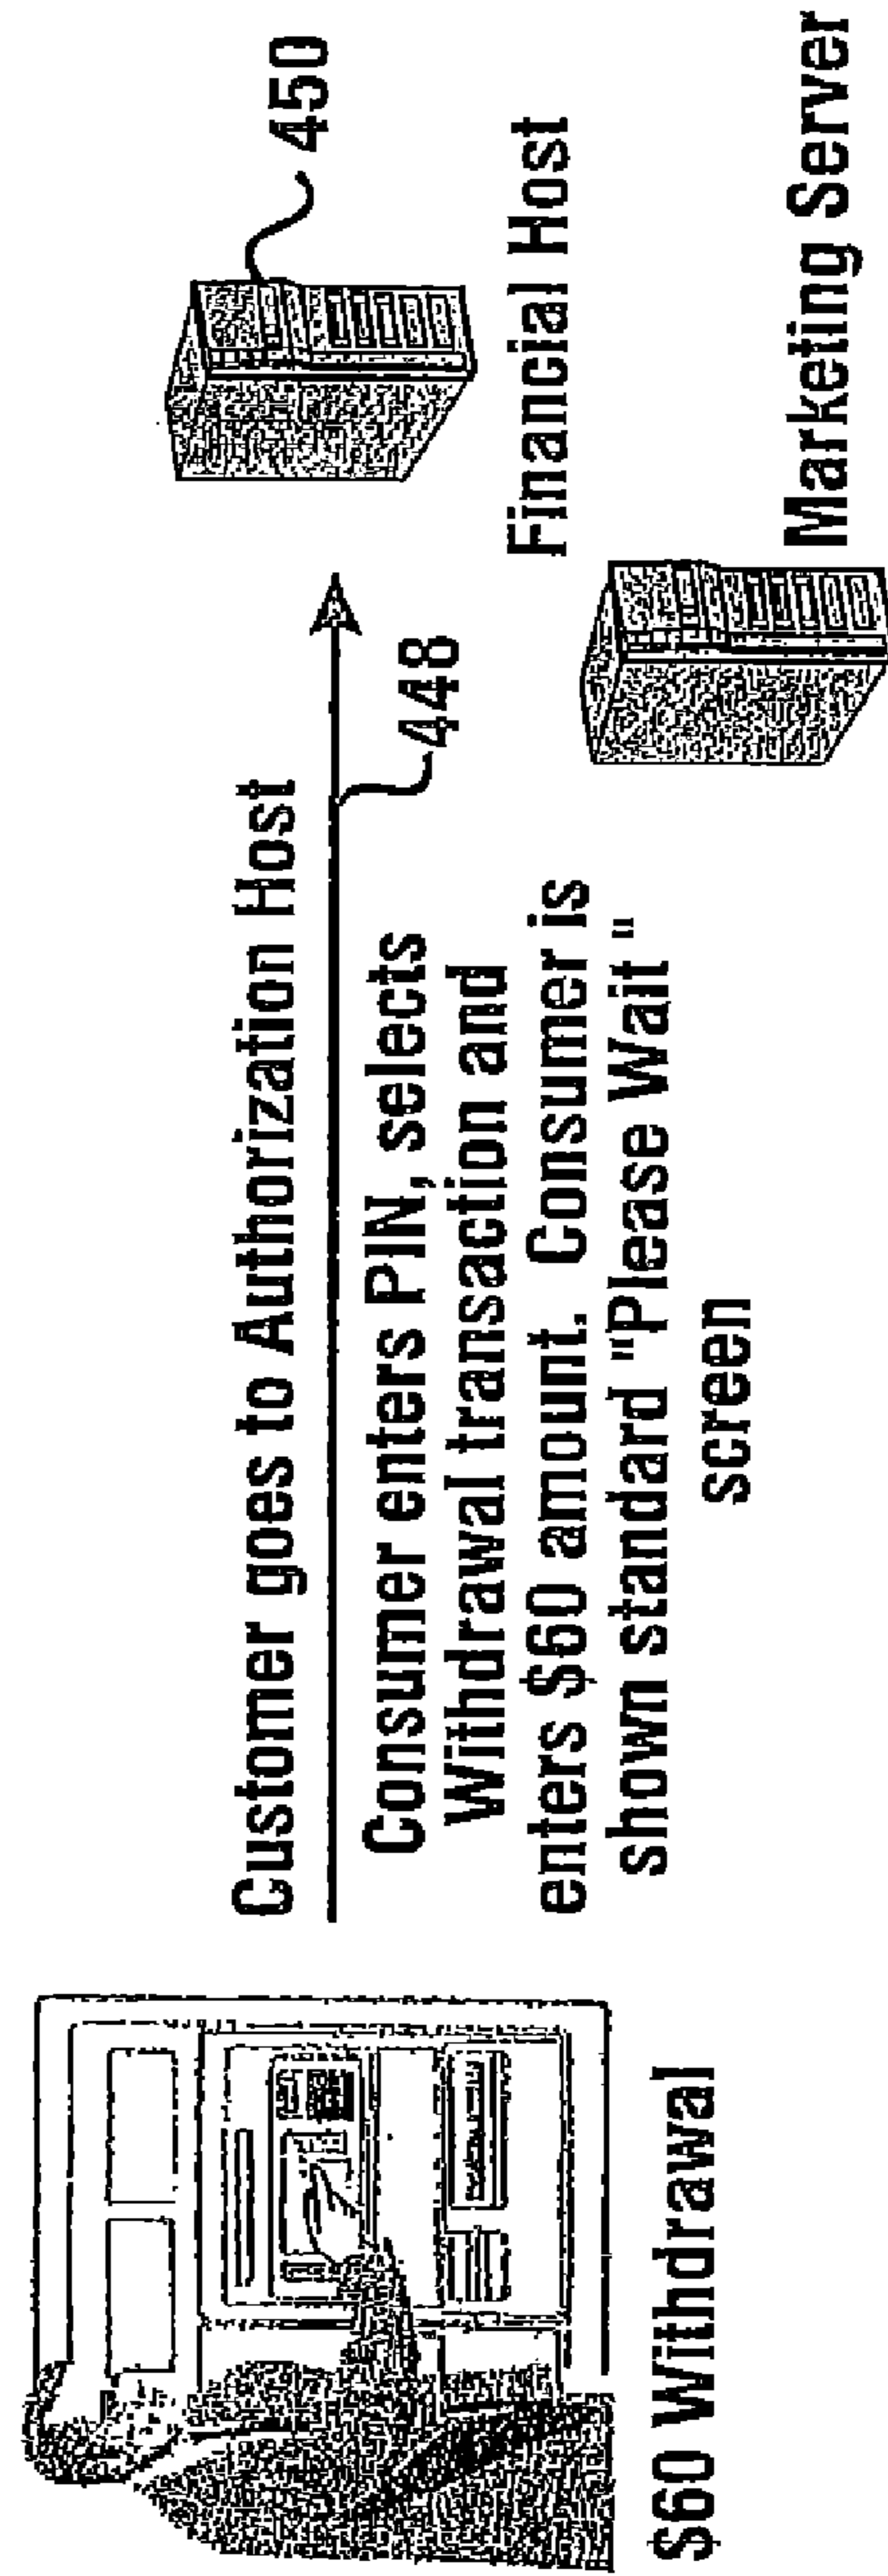 Customer goes to Authorization Host
450
448
Consumer enters PIN, selects
Withdrawal transaction and
enters $60 amount. Consumer is
shown standard "Please Wait "
screen
Financial Host
$60 Withdrawal
Marketing Server